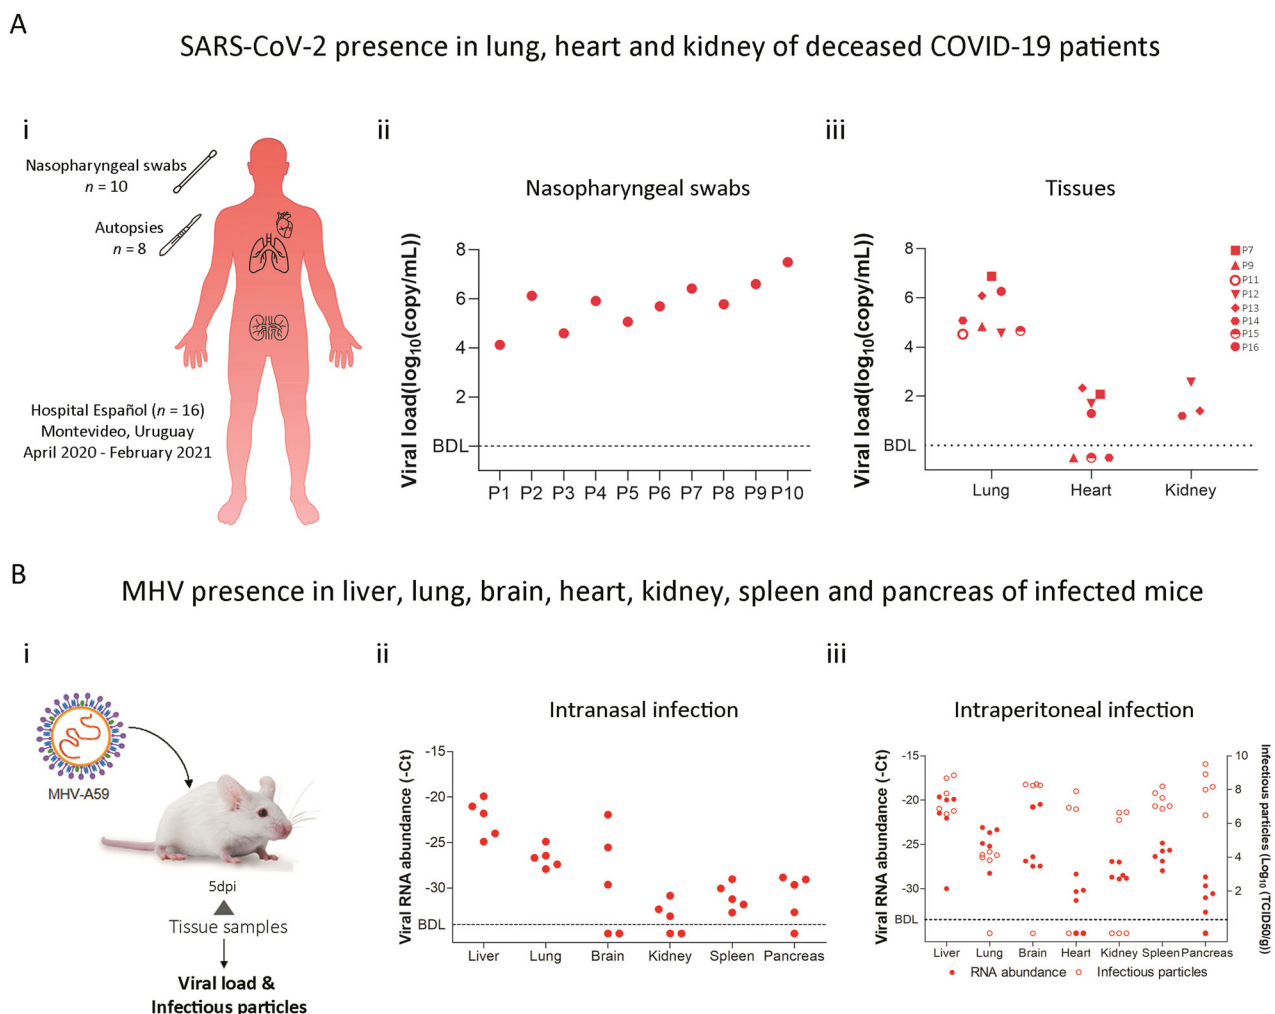 A
SARS-CoV-2 presence in lung, heart and kidney of deceased COVID-19 patients
i
Nasopharyngeal swabs
n = 10
Autopsies
n = 8
Hospital Español (n = 16)
Montevideo, Uruguay
April 2020 - February 2021
ii
Nasopharyngeal swabs
Viral load(log10(copy/mL))
8
6
4
2
BDL
P1 P2 P3 P4 P5 P6 P7 P8 P9 P10
iii
Tissues
Viral load(log10(copy/mL))
8
6
4
2
BDL
Lung Heart Kidney
P7
P9
P11
P12
P13
P14
P15
P16
B
MHV presence in liver, lung, brain, heart, kidney, spleen and pancreas of infected mice
i
MHV-A59
5dpi
Tissue samples
Viral load &
Infectious particles
ii
Intranasal infection
Viral RNA abundance (-Ct)
-15
-20
-25
-30
BDL
Liver Lung Brain Kidney Spleen Pancreas
iii
Intraperitoneal infection
Viral RNA abundance (-Ct)
-15
-20
-25
-30
BDL
10
8
6
4
2
Infectious particles (Log10 (TCID50/g))
Liver Lung Brain Heart Kidney Spleen Pancreas
RNA abundance Infectious particles